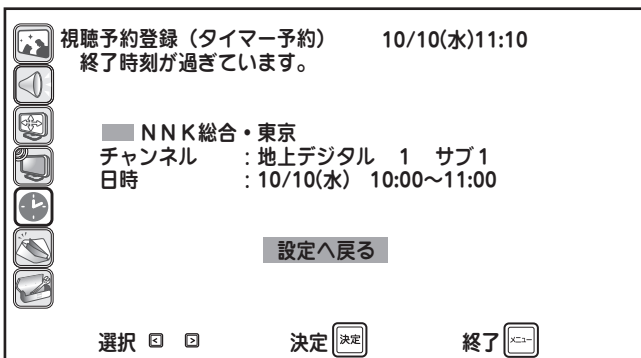 視聴予約登録（タイマー予約） 10/10(水)11:10
終了時刻が過ぎています。
ＮＮＫ総合・東京
チャンネル ：地上デジタル 1 サブ1
日時 ：10/10(水) 10:00～11:00
設定へ戻る
選択 決定 決定 終了 メニュー